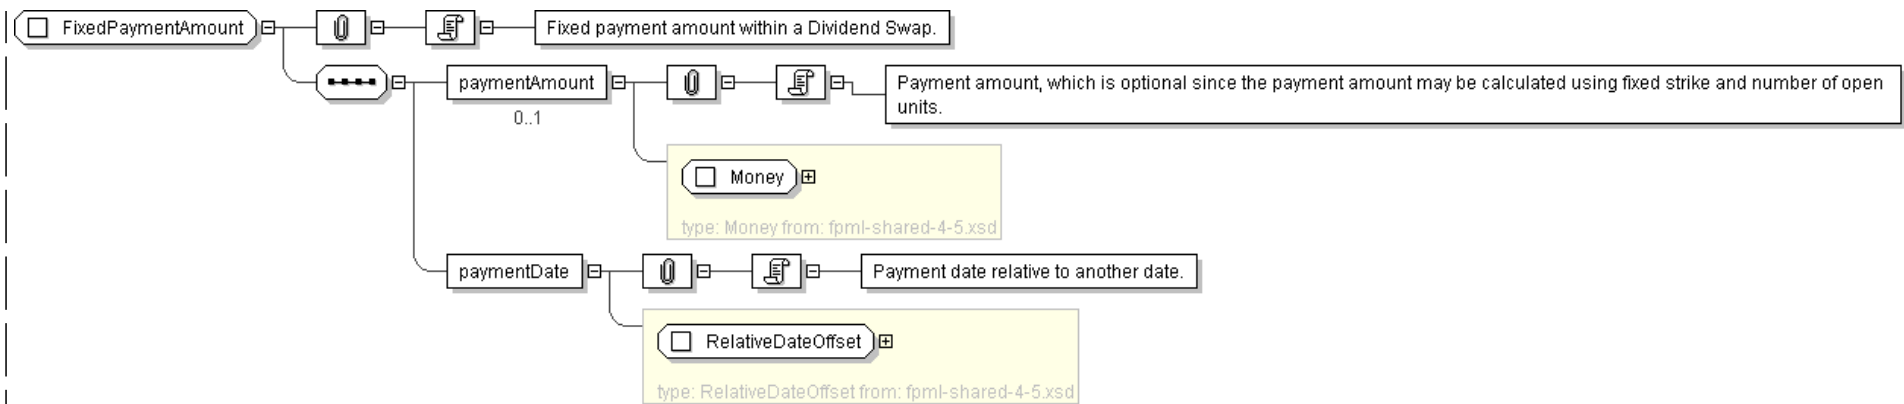 FixedPaymentAmount
Fixed payment amount within a Dividend Swap.
paymentAmount
Payment amount, which is optional since the payment amount may be calculated using fixed strike and number of open
units.
0..1
Money
type: Money from: fpml-shared-4-5.xsd
paymentDate
Payment date relative to another date.
RelativeDateOffset
type: RelativeDateOffset from: fpml-shared-4-5.xsd